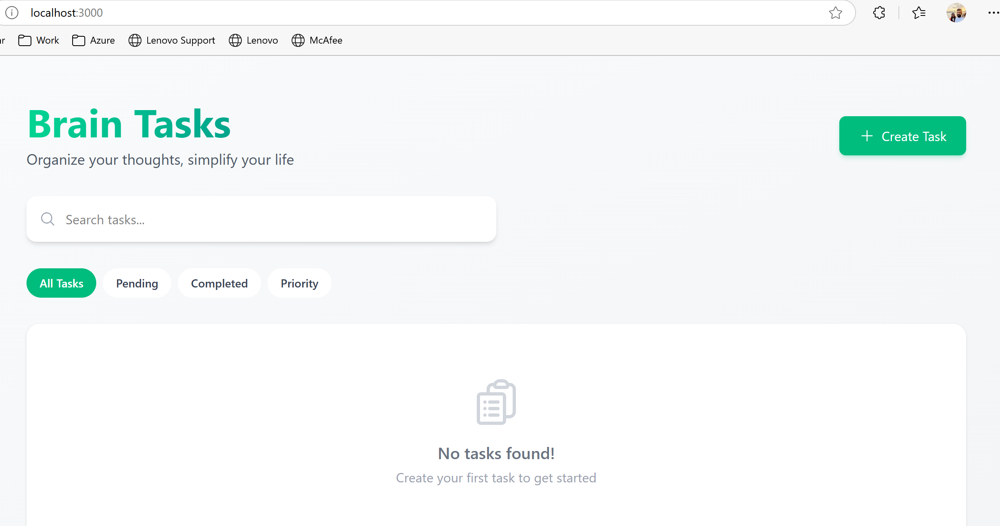 localhost:3000
Work Azure Lenovo Support Lenovo McAfee
Brain Tasks
Create Task
Organize your thoughts, simplify your life
Search tasks...
All Tasks Pending Completed Priority
No tasks found!
Create your first task to get started